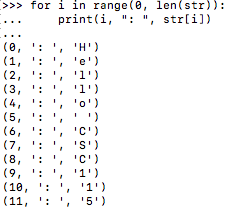 [>>> for i in range(0, len(str)):
[...     print(i, ": ", str[i])
[...
(0, ': ', 'H')
(1, ': ', 'e')
(2, ': ', 'l')
(3, ': ', 'l')
(4, ': ', 'o')
(5, ': ', ' ')
(6, ': ', 'C')
(7, ': ', 'S')
(8, ': ', 'C')
(9, ': ', '1')
(10, ': ', '1')
(11, ': ', '5')